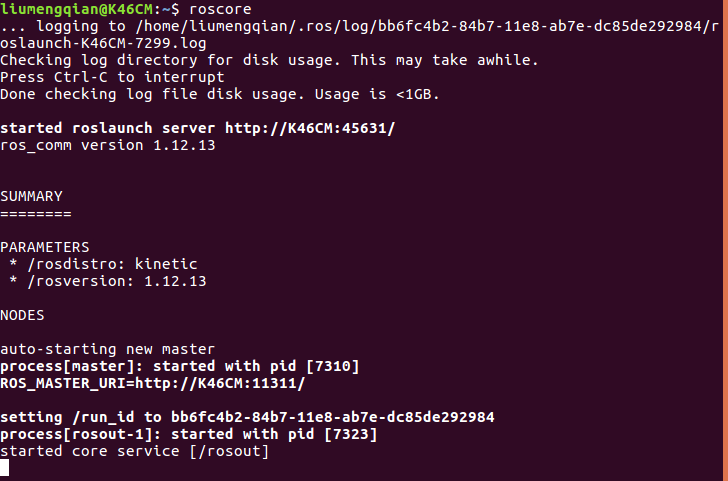 liumengqian@K46CM:~$ roscore
... logging to /home/liumengqian/.ros/log/bb6fc4b2-84b7-11e8-ab7e-dc85de292984/r
oslaunch-K46CM-7299.log
Checking log directory for disk usage. This may take awhile.
Press Ctrl-C to interrupt
Done checking log file disk usage. Usage is <1GB.
started roslaunch server http://K46CM:45631/
ros_comm version 1.12.13
SUMMARY
========
PARAMETERS
 * /rosdistro: kinetic
 * /rosversion: 1.12.13
NODES
auto-starting new master
process[master]: started with pid [7310]
ROS_MASTER_URI=http://K46CM:11311/
setting /run_id to bb6fc4b2-84b7-11e8-ab7e-dc85de292984
process[rosout-1]: started with pid [7323]
started core service [/rosout]